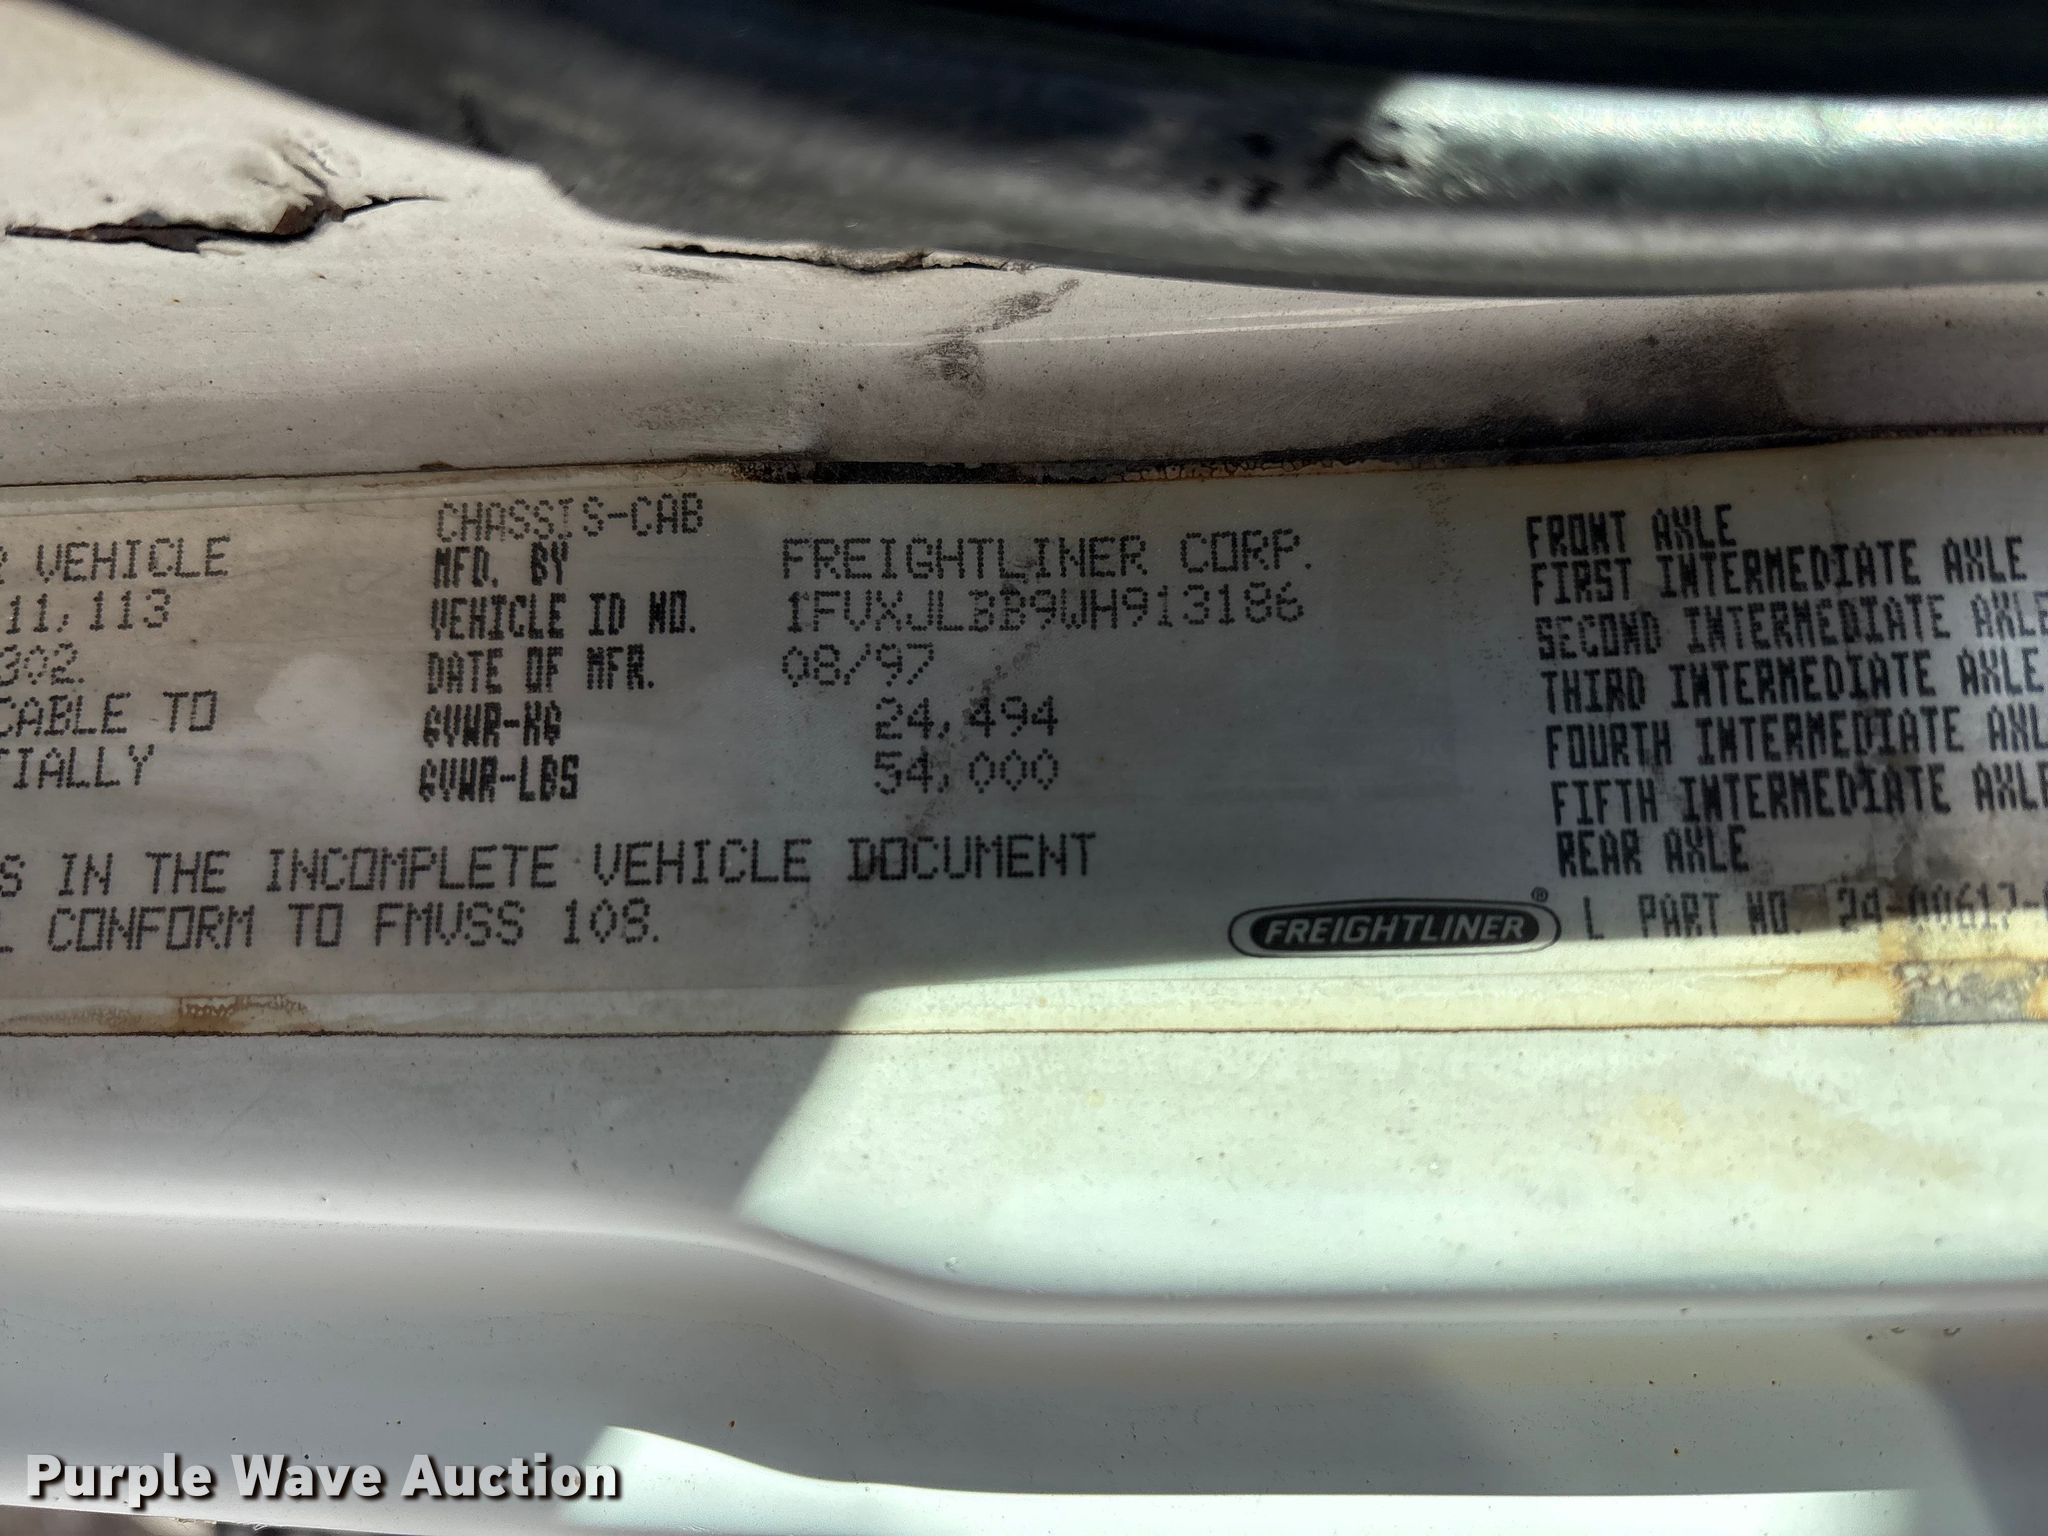 CHASSIS-CAB
VEHICLE
MFD. BY FREIGHTLINER CORP.
11,113
VEHICLE ID NO. 1FVXJLBB9WH913186
302.
DATE OF MFR. 08/97
CABLE TO
GVWR-KG 24,494
TIALLY
GVWR-LBS 54,000
S IN THE INCOMPLETE VEHICLE DOCUMENT
L CONFORM TO FMVSS 108.
FRONT AXLE
FIRST INTERMEDIATE AXLE
SECOND INTERMEDIATE AXLE
THIRD INTERMEDIATE AXLE
FOURTH INTERMEDIATE AXL
FIFTH INTERMEDIATE AXLE
REAR AXLE
FREIGHTLINER® L PART NO. 24-00617-
Purple Wave Auction